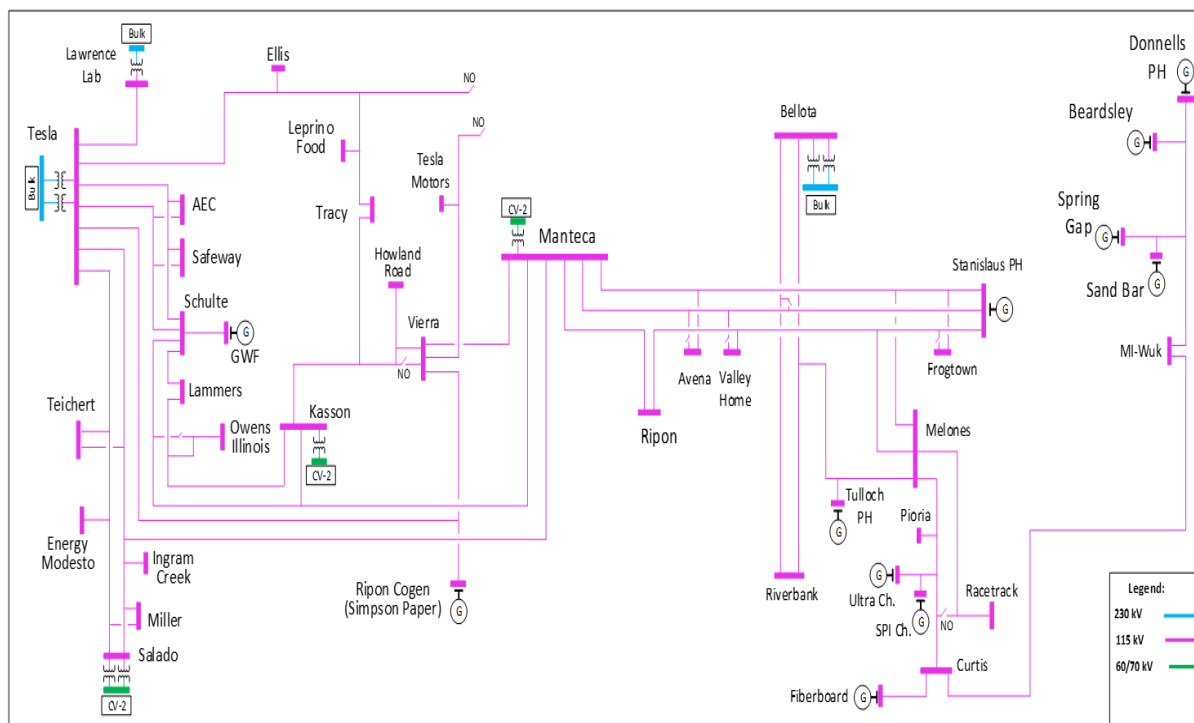 Bulk
Lawrence
Lab
Tesla
Bulk
Ellis
NO
Leprino
Food
NO
Tesla
Motors
AEC
Tracy
Safeway
Howland
Road
Schulte
G
GWF
Vierra
NO
Lammers
Teichert
Owens
Illinois
Kasson
CV-2
Energy
Modesto
Ingram
Creek
Miller
Salado
CV-2
Ripon Cogen
(Simpson Paper)
G
CV-2
Manteca
Avena
Valley
Home
Ripon
Bellota
Bulk
Stanislaus PH
G
Frogtown
Melones
Tulloch
PH
G
Pioria
Riverbank
G
Ultra Ch.
G
SPI Ch.
NO
Racetrack
Curtis
Fiberboard
G
Donnells
PH
G
Beardsley
G
Spring
Gap
G
Sand Bar
G
MI-Wuk
Legend:
230 kV
115 kV
60/70 kV